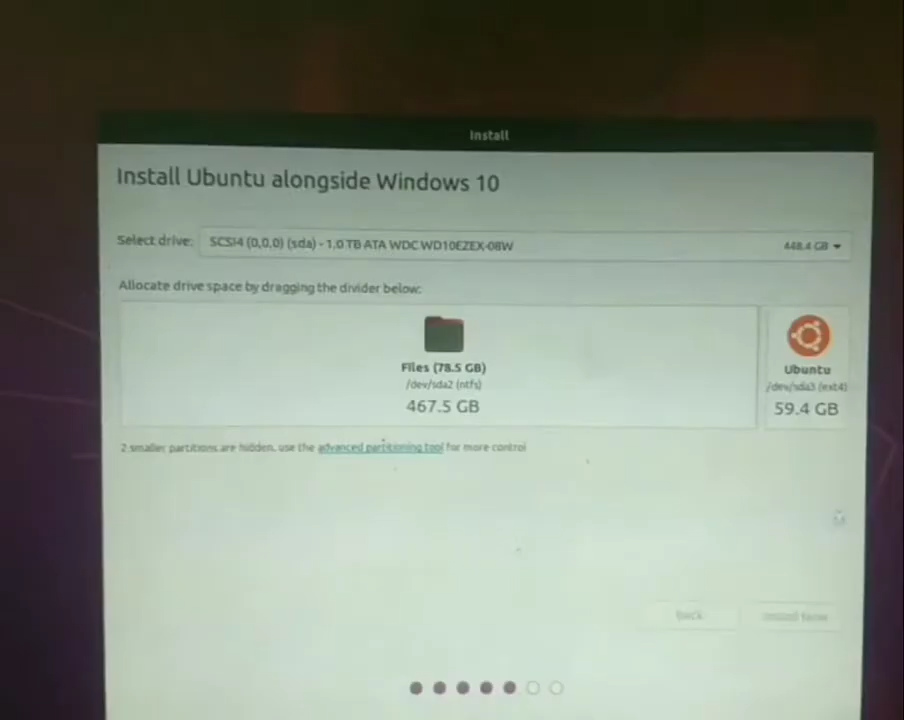 Install
Install Ubuntu alongside Windows 10
Select drive: SCSI4 (0,0,0) (sda) - 1.0 TB ATA WDC WD10EZEX-08W 448.4 GB
Allocate drive space by dragging the divider below:
Files (78.5 GB)
/dev/sda2 (ntfs)
467.5 GB
Ubuntu
/dev/sda3 (ext4)
59.4 GB
2 smaller partitions are hidden, use the advanced partitioning tool for more control
Back
Install Now